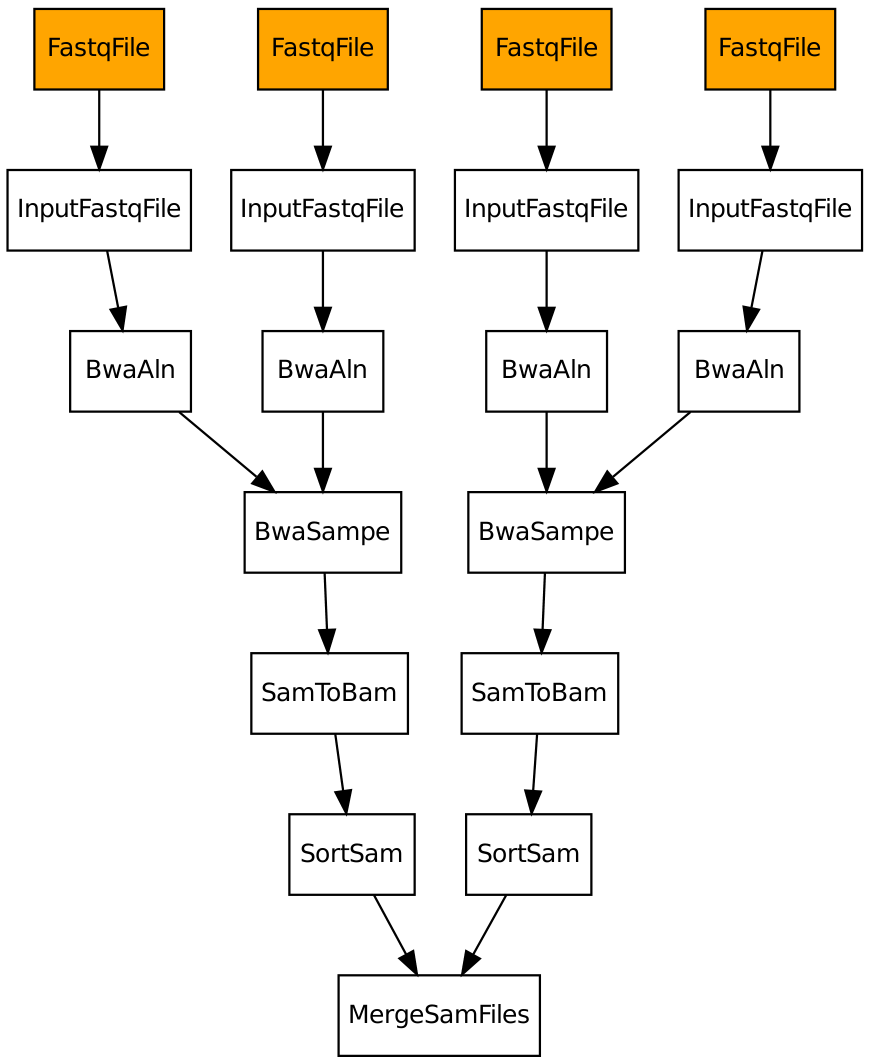 FastqFile
FastqFile
FastqFile
FastqFile
InputFastqFile
InputFastqFile
InputFastqFile
InputFastqFile
BwaAln
BwaAln
BwaAln
BwaAln
BwaSampe
BwaSampe
SamToBam
SamToBam
SortSam
SortSam
MergeSamFiles